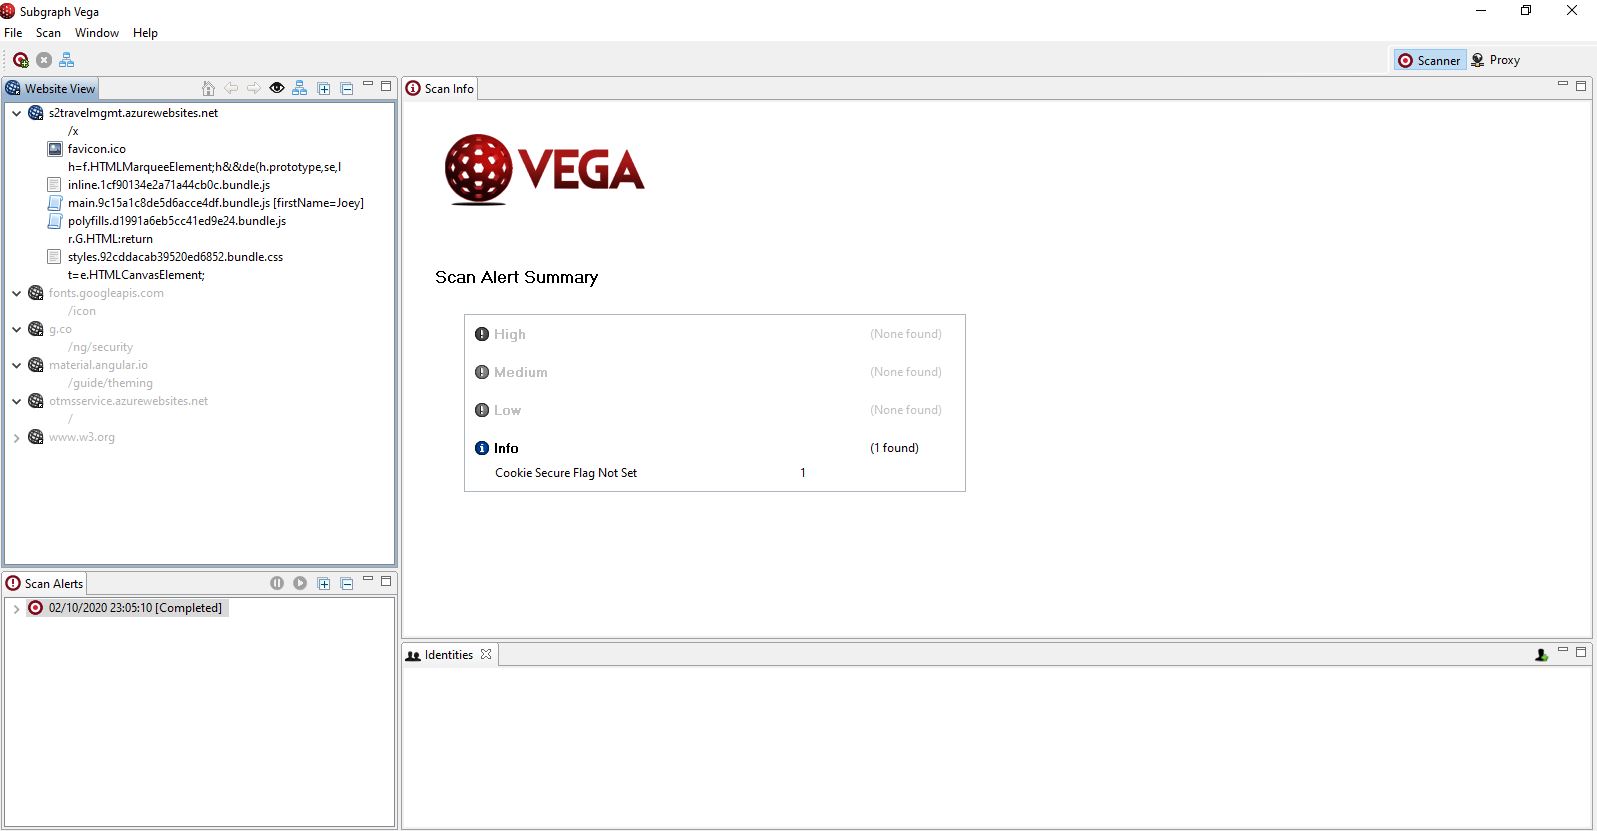 Subgraph Vega
File Scan Window Help
Scanner Proxy
Website View
s2travelmgmt.azurewebsites.net
/x
favicon.ico
h=f.HTMLMarqueeElement;h&&de(h.prototype,se,l
inline.1cf90134e2a71a44cb0c.bundle.js
main.9c15a1c8de5d6acce4df.bundle.js [firstName=Joey]
polyfills.d1991a6eb5cc41ed9e24.bundle.js
r.G.HTML:return
styles.92cddacab39520ed6852.bundle.css
t=e.HTMLCanvasElement;
fonts.googleapis.com
/icon
g.co
/ng/security
material.angular.io
/guide/theming
otmsservice.azurewebsites.net
/
www.w3.org
Scan Alerts
02/10/2020 23:05:10 [Completed]
Scan Info
VEGA
Scan Alert Summary
High (None found)
Medium (None found)
Low (None found)
Info (1 found)
Cookie Secure Flag Not Set 1
Identities